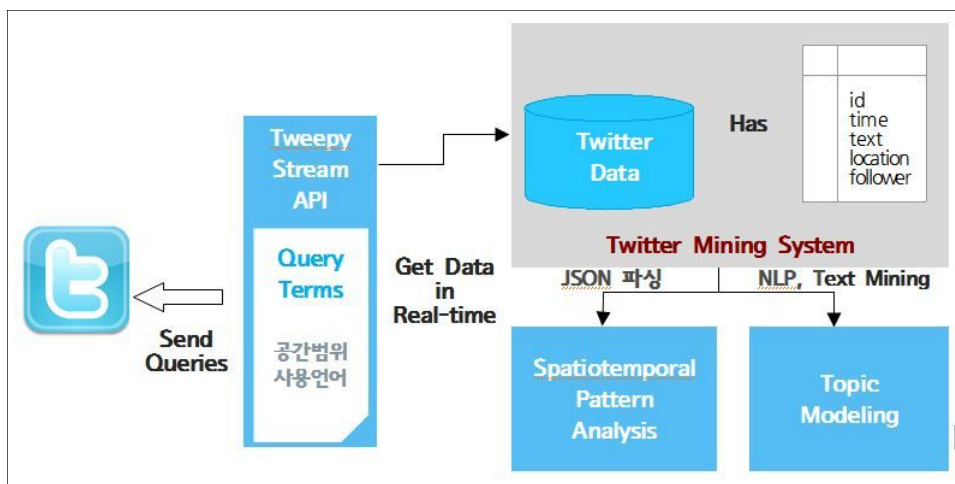 Tweepy
Stream
API
Query
Terms
공간범위
사용언어
Send
Queries
Get Data
in
Real-time
Twitter
Data
Has
id
time
text
location
follower
Twitter Mining System
JSON 파싱
NLP, Text Mining
Spatiotemporal
Pattern
Analysis
Topic
Modeling